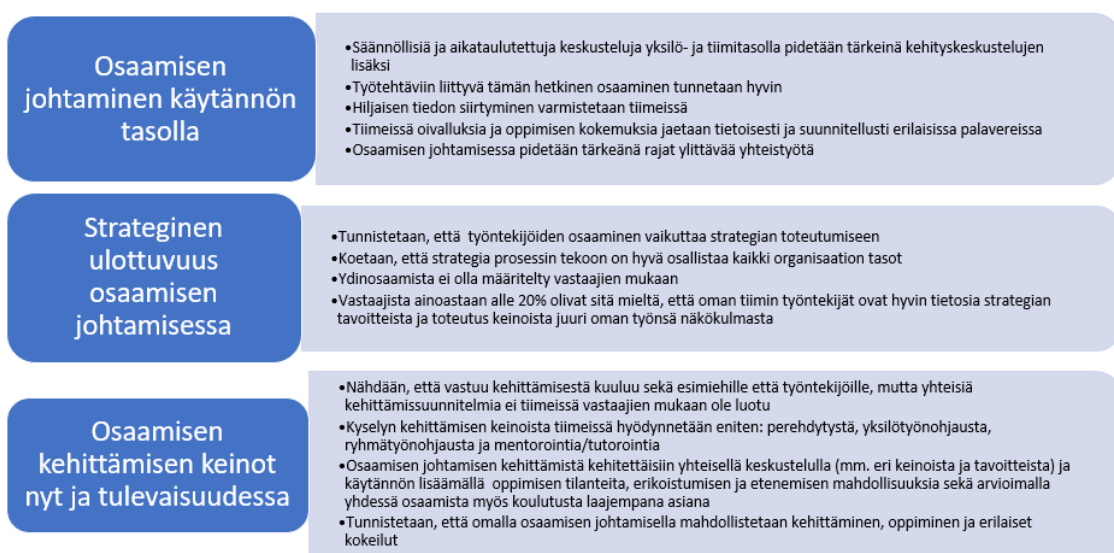 Osaamisen
johtaminen käytännön
tasolla
•Säännöllisiä ja aikataulutettuja keskusteluja yksilö- ja tiimitasolla pidetään tärkeinä kehityskeskustelujen
lisäksi
•Työtehtäviin liittyvä tämän hetkinen osaaminen tunnetaan hyvin
•Hiljaisen tiedon siirtyminen varmistetaan tiimeissä
•Tiimeissä oivalluksia ja oppimisen kokemuksia jaetaan tietoisesti ja suunnitellusti erilaisissa palavereissa
•Osaamisen johtamisessa pidetään tärkeänä rajat ylittävää yhteistyötä
Strateginen
ulottuvuus
osaamisen
johtamisessa
•Tunnistetaan, että työntekijöiden osaaminen vaikuttaa strategian toteutumiseen
•Koetaan, että strategia prosessin tekoon on hyvä osallistaa kaikki organisaation tasot
•Ydinosaamista ei olla määritelty vastaajien mukaan
•Vastaajista ainoastaan alle 20% olivat sitä mieltä, että oman tiimin työntekijät ovat hyvin tietosia strategian
tavoitteista ja toteutus keinoista juuri oman työnsä näkökulmasta
Osaamisen
kehittämisen keinot
nyt ja tulevaisuudessa
•Nähdään, että vastuu kehittämisestä kuuluu sekä esimiehille että työntekijöille, mutta yhteisiä
kehittämissuunnitelmia ei tiimeissä vastaajien mukaan ole luotu
•Kyselyn kehittämisen keinoista tiimeissä hyödynnetään eniten: perehdytystä, yksilötyönohjausta,
ryhmätyönohjausta ja mentorointia/tutorointia
•Osaamisen johtamisen kehittämistä kehitettäisiin yhteisellä keskustelulla (mm. eri keinoista ja tavoitteista) ja
käytännön lisäämällä oppimisen tilanteita, erikoistumisen ja etenemisen mahdollisuuksia sekä arvioimalla
yhdessä osaamista myös koulutusta laajempana asiana
•Tunnistetaan, että omalla osaamisen johtamisella mahdollistetaan kehittäminen, oppiminen ja erilaiset
kokeilut